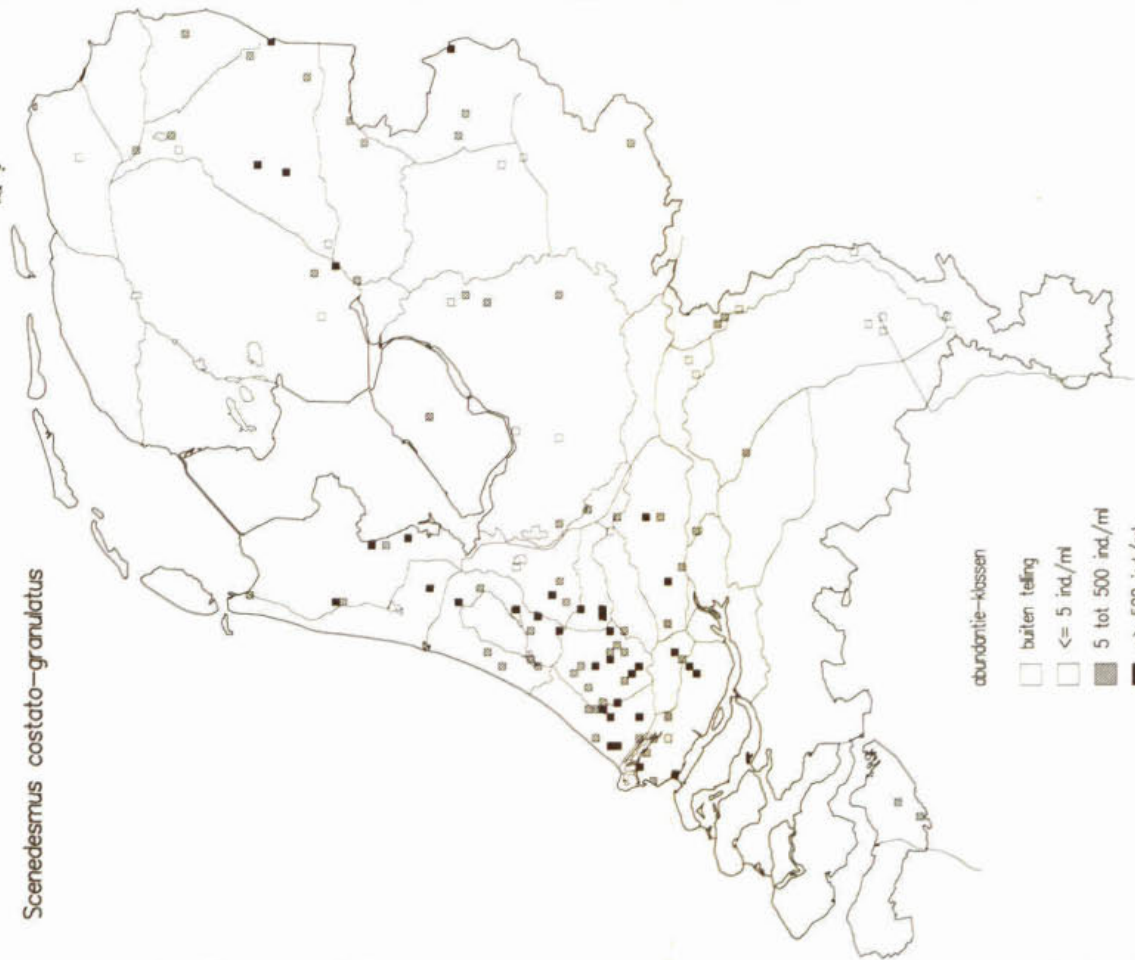 Scenedesmus costato-granulatus
abundantie-klassen
buiten telling
<= 5 ind./ml
5 tot 500 ind./ml